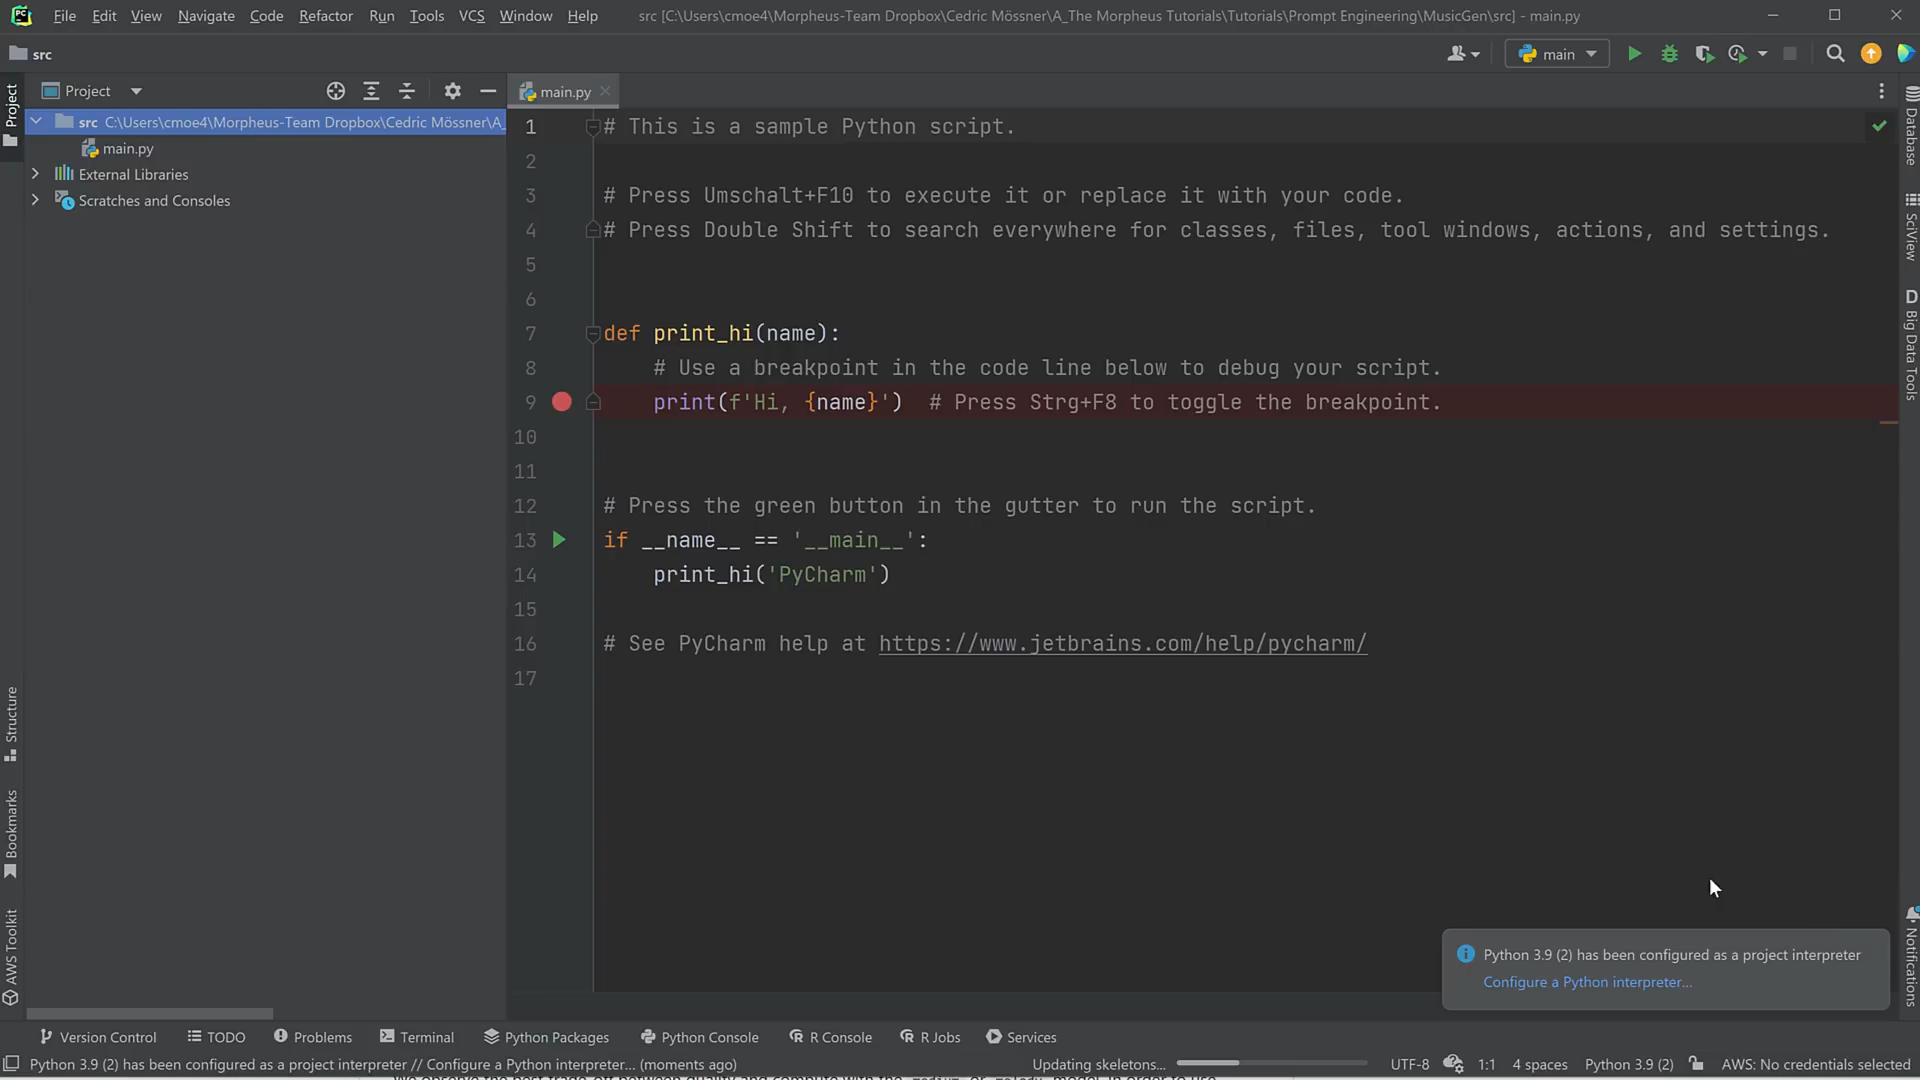 File Edit View Navigate Code Refactor Run Tools VCS Window Help src [C:\Users\cmoe4\Morpheus-Team Dropbox\Cedric Mössner\A_The Morpheus Tutorials\Tutorials\Prompt Engineering\MusicGen\src] - main.py
src
main
Project
main.py
Project
src C:\Users\cmoe4\Morpheus-Team Dropbox\Cedric Mössner\A_
main.py
External Libraries
Scratches and Consoles
1 # This is a sample Python script.
2
3 # Press Umschalt+F10 to execute it or replace it with your code.
4 # Press Double Shift to search everywhere for classes, files, tool windows, actions, and settings.
5
6
7 def print_hi(name):
8 # Use a breakpoint in the code line below to debug your script.
9 print(f'Hi, {name}') # Press Strg+F8 to toggle the breakpoint.
10
11
12 # Press the green button in the gutter to run the script.
13 if __name__ == '__main__':
14 print_hi('PyCharm')
15
16 # See PyCharm help at https://www.jetbrains.com/help/pycharm/
17
Database
SciView
D Big Data Tools
Notifications
Structure
Bookmarks
AWS Toolkit
Python 3.9 (2) has been configured as a project interpreter
Configure a Python interpreter...
Version Control TODO Problems Terminal Python Packages Python Console R Console R Jobs Services
Python 3.9 (2) has been configured as a project interpreter // Configure a Python interpreter... (moments ago) Updating skeletons... UTF-8 1:1 4 spaces Python 3.9 (2) AWS: No credentials selected